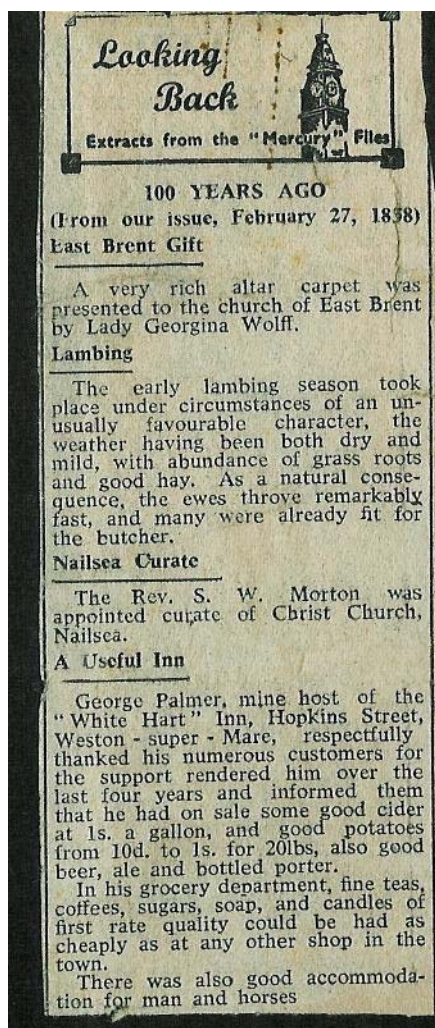 Looking
Back
Extracts from the "Mercury" Files
100 YEARS AGO
(From our issue, February 27, 1858)
East Brent Gift
A very rich altar carpet was
presented to the church of East Brent
by Lady Georgina Wolff.
Lambing
The early lambing season took
place under circumstances of an un-
usually favourable character, the
weather having been both dry and
mild, with abundance of grass roots
and good hay. As a natural conse-
quence, the ewes throve remarkably
fast, and many were already fit for
the butcher.
Nailsea Curate
The Rev. S. W. Morton was
appointed curate of Christ Church,
Nailsea.
A Useful Inn
George Palmer, mine host of the
"White Hart" Inn, Hopkins Street,
Weston - super - Mare, respectfully
thanked his numerous customers for
the support rendered him over the
last four years and informed them
that he had on sale some good cider
at 1s. a gallon, and good potatoes
from 10d. to 1s. for 20lbs, also good
beer, ale and bottled porter.
In his grocery department, fine teas,
coffees, sugars, soap, and candles of
first rate quality could be had as
cheaply as at any other shop in the
town.
There was also good accommoda-
tion for man and horses